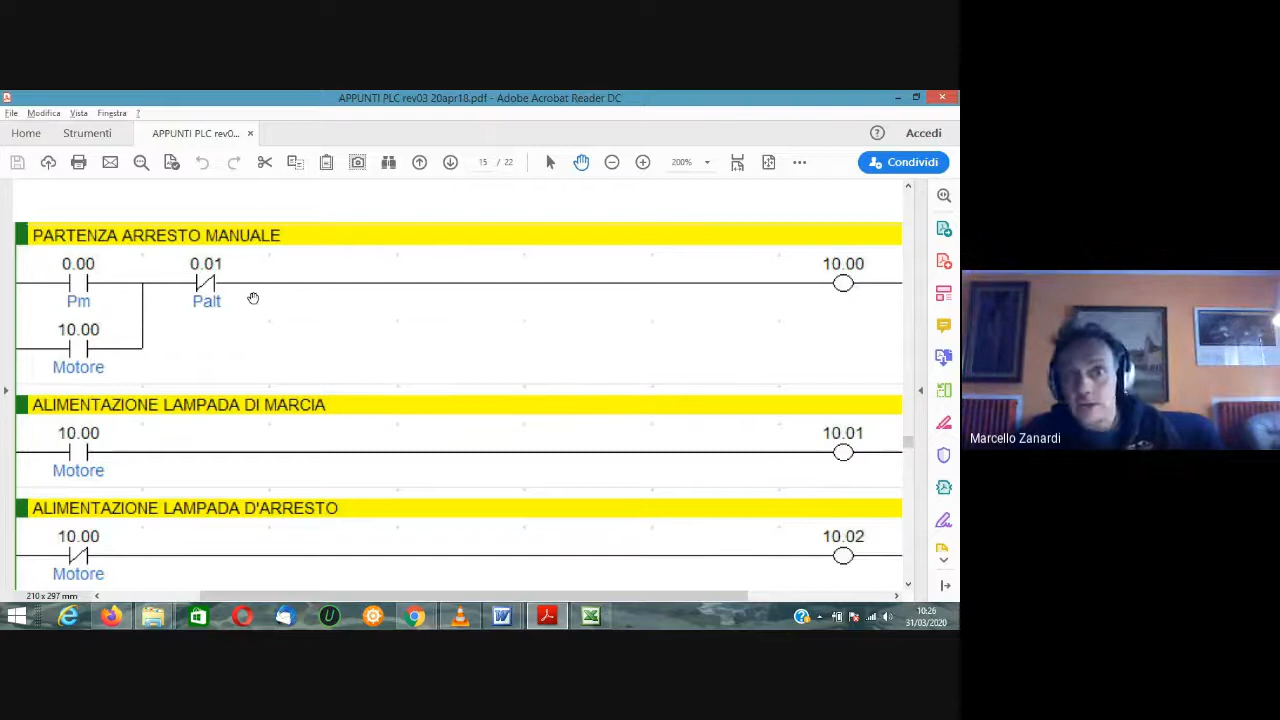 APPUNTI PLC rev03 20apr18.pdf - Adobe Acrobat Reader DC
File Modifica Vista Finestra ?
Home Strumenti APPUNTI PLC rev0... × Accedi
15 / 22 200% Condividi
PARTENZA ARRESTO MANUALE
0.00 0.01 10.00
Pm Palt
10.00
Motore
ALIMENTAZIONE LAMPADA DI MARCIA
10.00 10.01
Motore
ALIMENTAZIONE LAMPADA D'ARRESTO
10.00 10.02
Motore
210 x 297 mm
10:26
31/03/2020
Marcello Zanardi